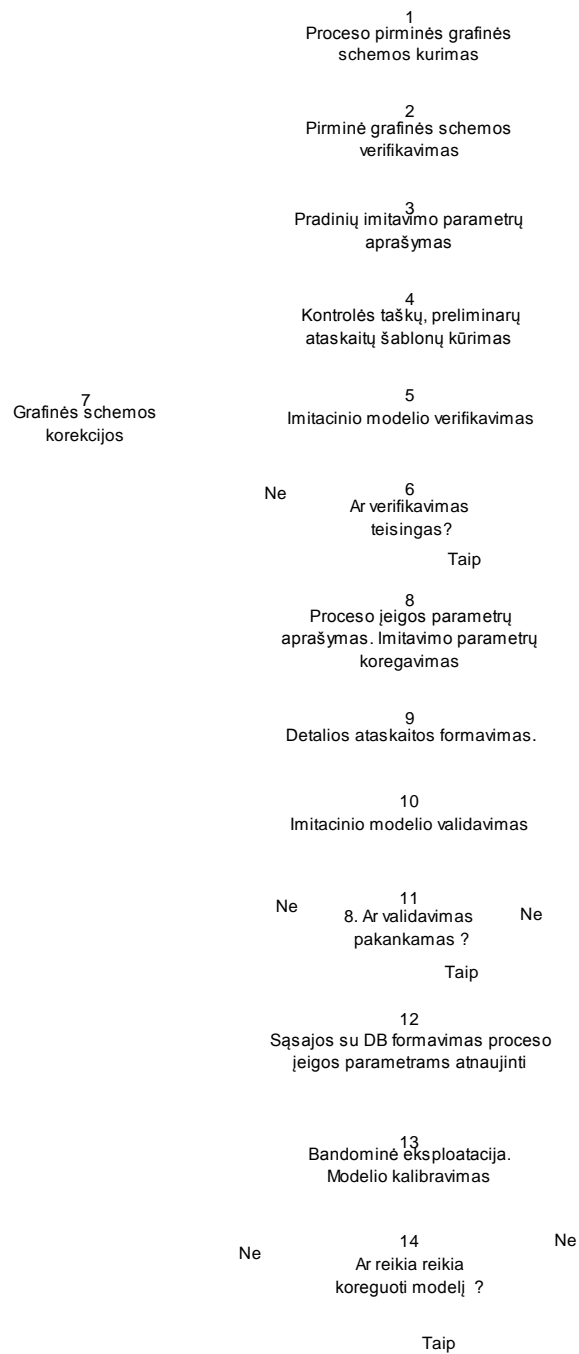 1
Proceso pirminės grafinės
schemos kurimas
2
Pirminė grafinės schemos
verifikavimas
3
Pradinių imitavimo parametrų
aprašymas
4
Kontrolės taškų, preliminarų
ataskaitų šablonų kūrimas
7
Grafinės schemos
korekcijos
5
Imitacinio modelio verifikavimas
Ne
6
Ar verifikavimas
teisingas?
Taip
8
Proceso įeigos parametrų
aprašymas. Imitavimo parametrų
koregavimas
9
Detalios ataskaitos formavimas.
10
Imitacinio modelio validavimas
Ne
11
8. Ar validavimas
pakankamas ?
Ne
Taip
12
Sąsajos su DB formavimas proceso
įeigos parametrams atnaujinti
13
Bandominė eksploatacija.
Modelio kalibravimas
Ne
14
Ar reikia reikia
koreguoti modelį  ?
Ne
Taip